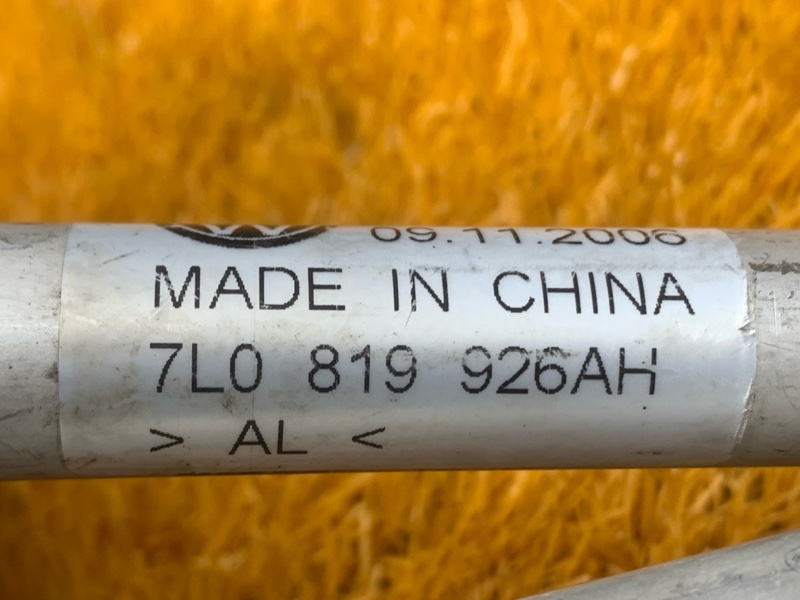 09.11.2006
MADE IN CHINA
7L0 819 926AH
> AL <